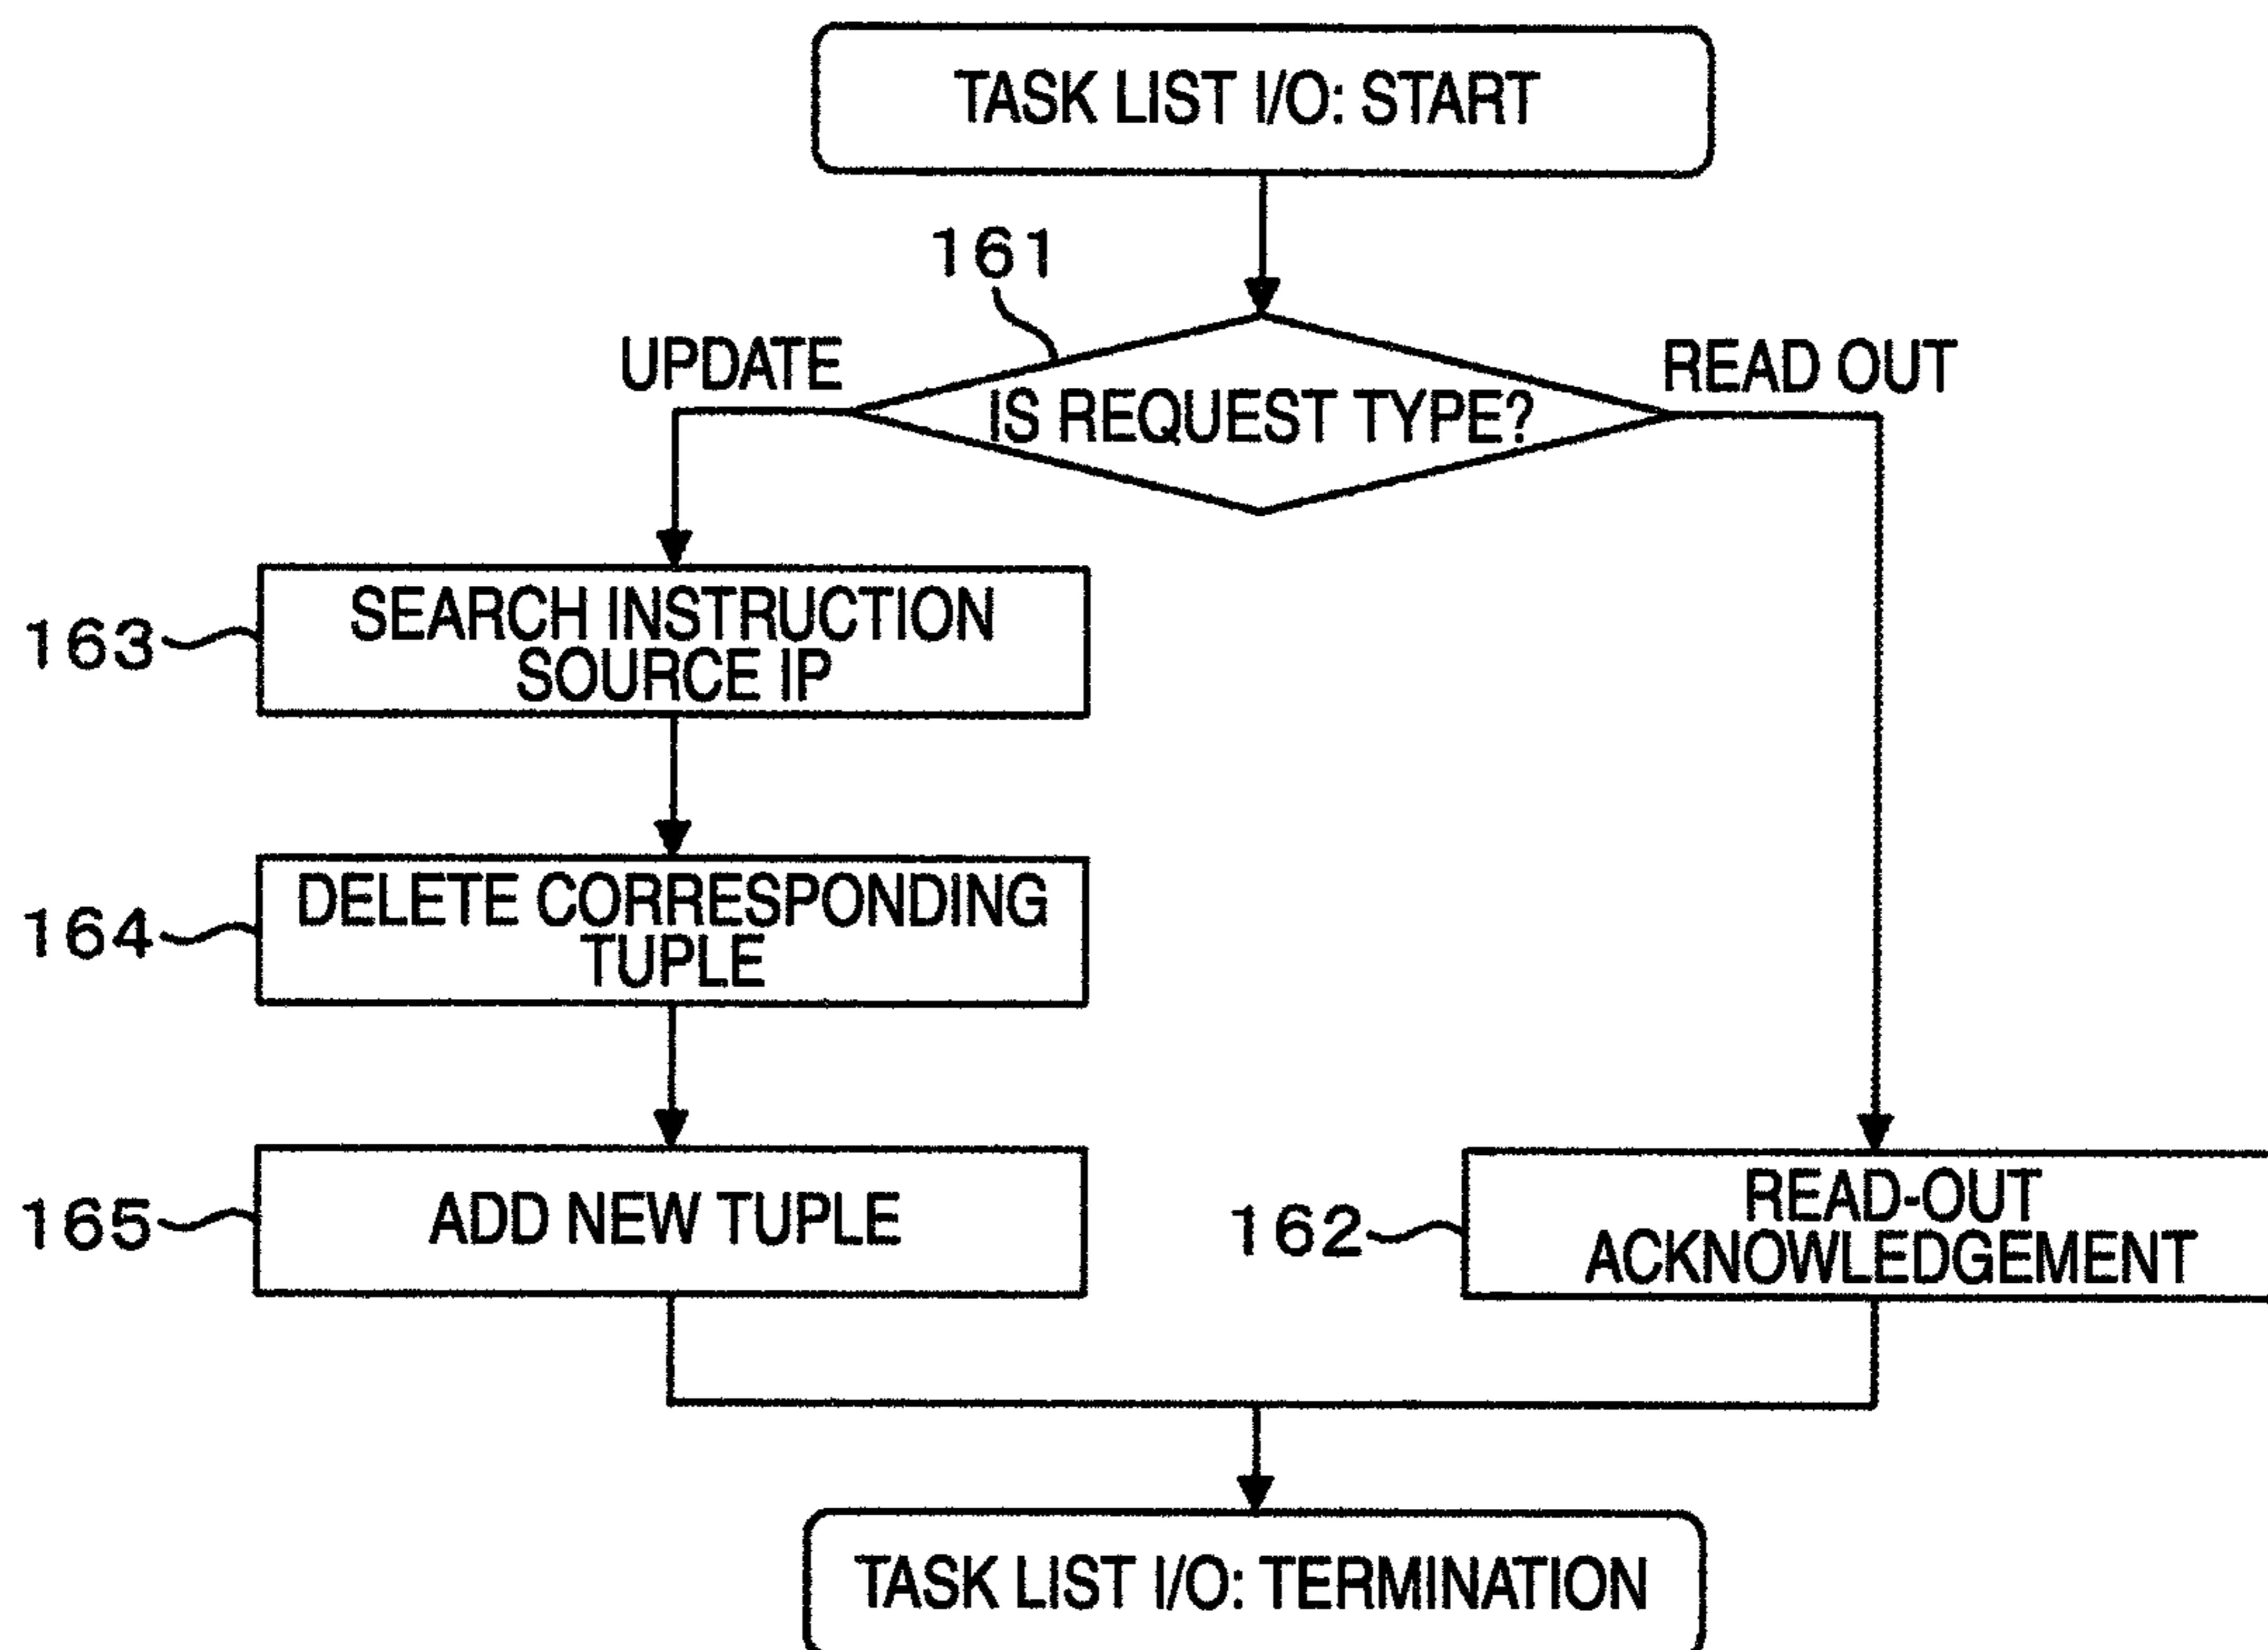 TASK LIST I/O: START
161
UPDATE
READ OUT
IS REQUEST TYPE?
163
SEARCH INSTRUCTION
SOURCE IP
164
DELETE CORRESPONDING
TUPLE
165
ADD NEW TUPLE
162
READ-OUT
ACKNOWLEDGEMENT
TASK LIST I/O: TERMINATION